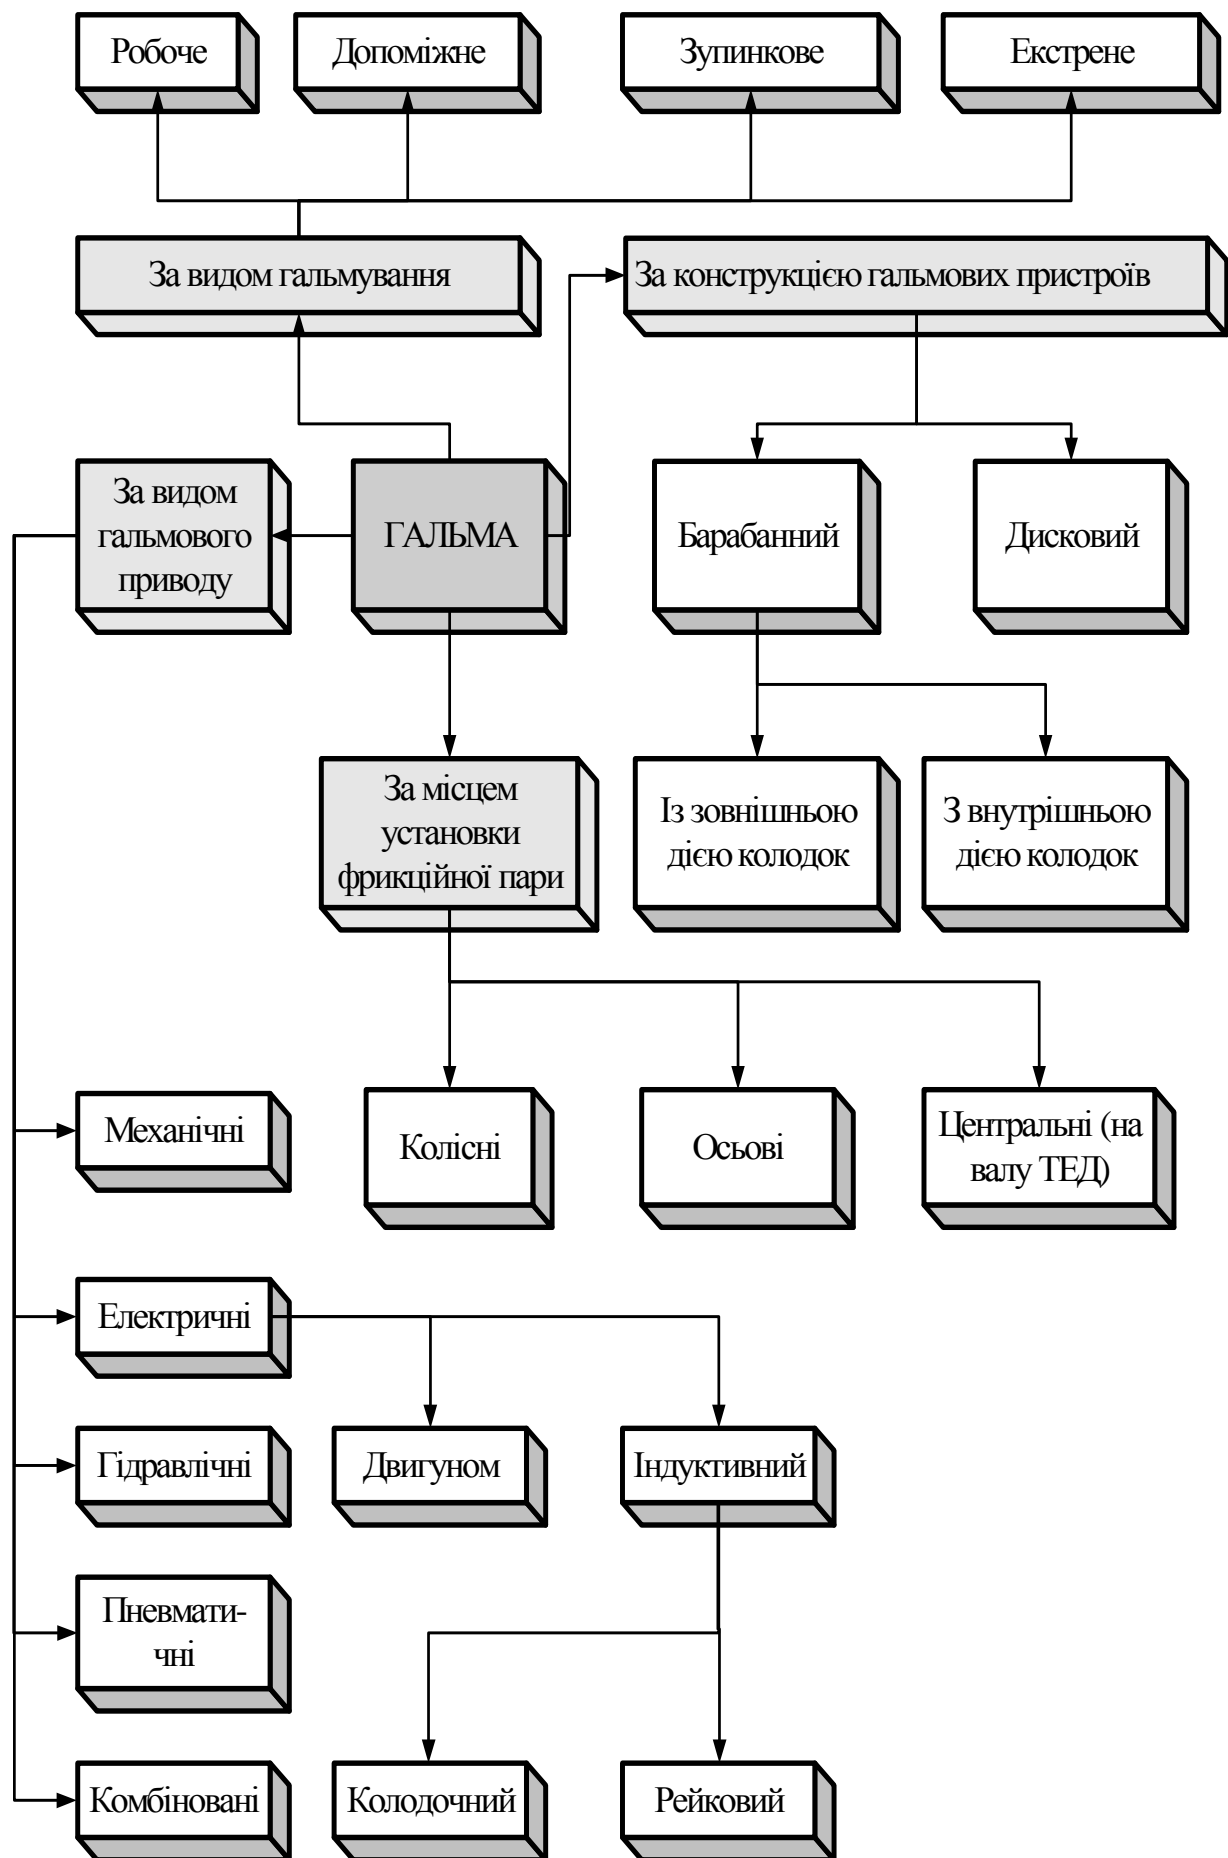 Робоче
Допоміжне
Зупинкове
Екстрене
За видом гальмування
За конструкцією гальмових пристроїв
За видом
гальмового
приводу
ГАЛЬМА
Барабанний
Дисковий
За місцем
установки
фрикційної пари
Із зовнішньою
дією колодок
З внутрішньою
дією колодок
Механічні
Колісні
Осьові
Центральні (на
валу ТЕД)
Електричні
Гідравлічні
Двигуном
Індуктивний
Пневмати-
чні
Комбіновані
Колодочний
Рейковий